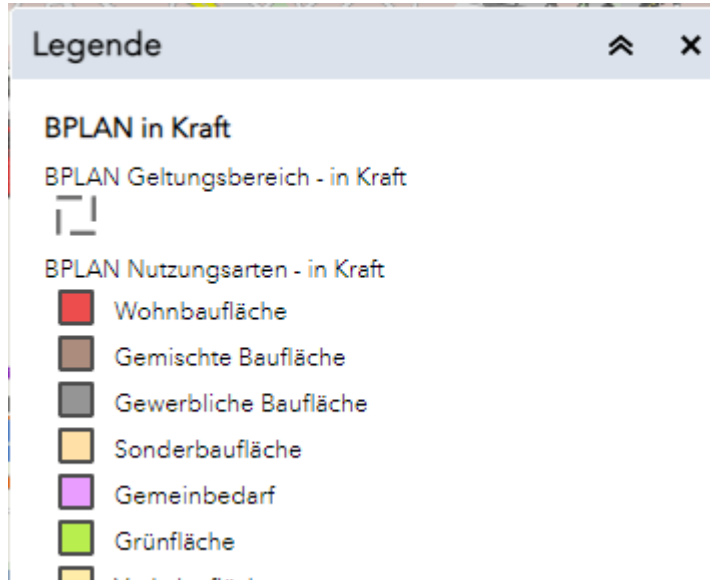 Legende
BPLAN in Kraft
BPLAN Geltungsbereich - in Kraft
BPLAN Nutzungsarten - in Kraft
Wohnbaufläche
Gemischte Baufläche
Gewerbliche Baufläche
Sonderbaufläche
Gemeinbedarf
Grünfläche